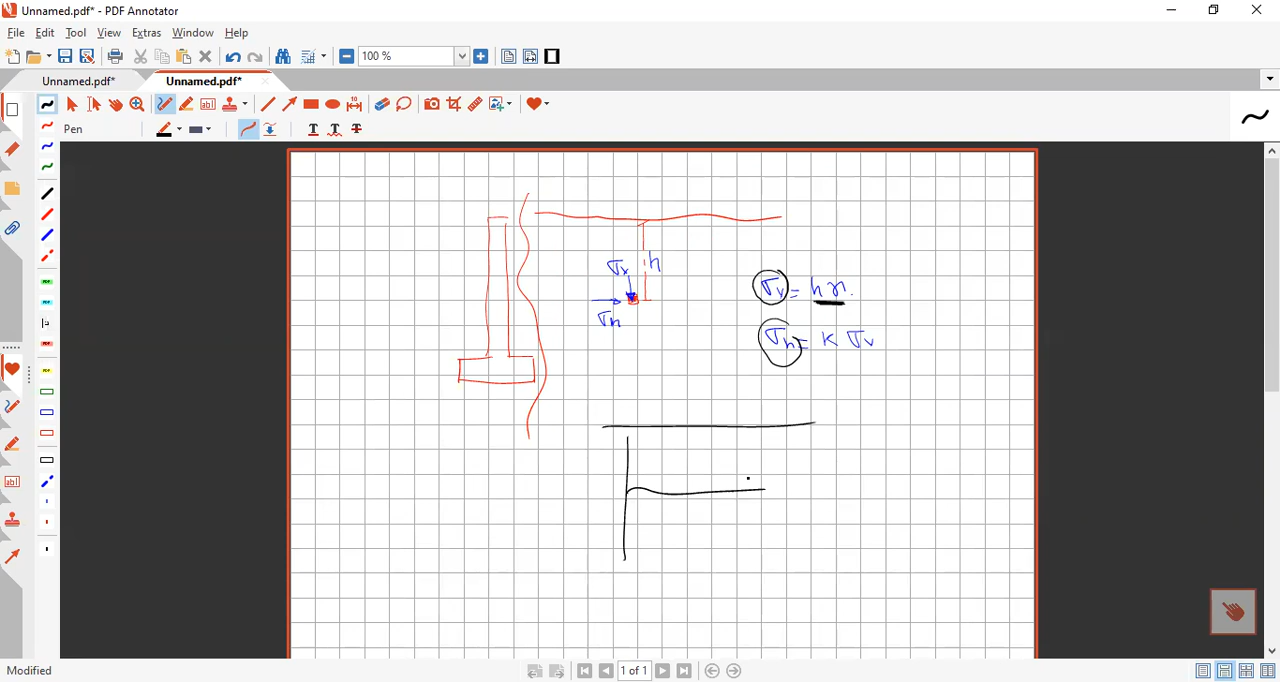 Unnamed.pdf* - PDF Annotator
File Edit Tool View Extras Window Help
100 %
Unnamed.pdf* Unnamed.pdf*
Pen
σv
h
σh
σv = hγ.
σh = K σv
Modified
1 of 1